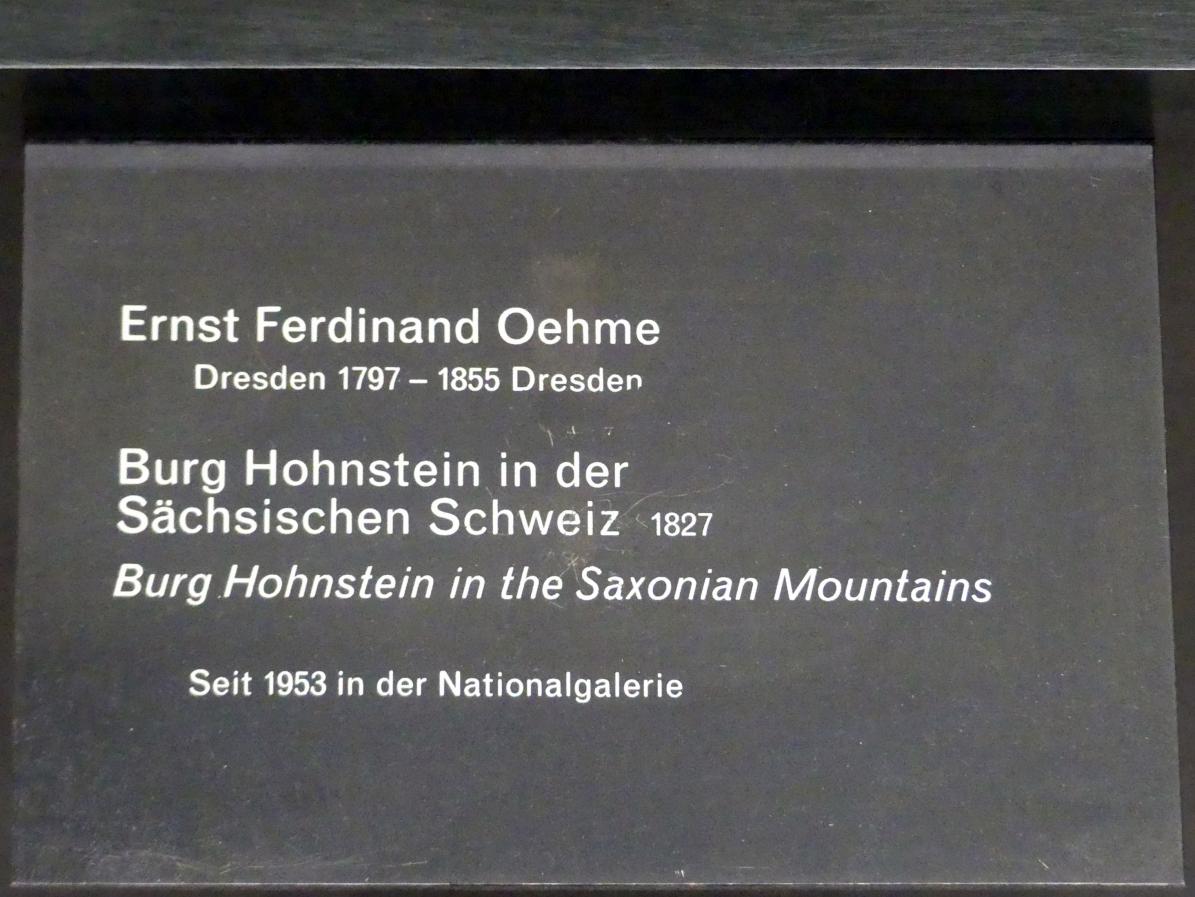 Ernst Ferdinand Oehme
Dresden 1797 – 1855 Dresden
Burg Hohnstein in der
Sächsischen Schweiz 1827
Burg Hohnstein in the Saxonian Mountains
Seit 1953 in der Nationalgalerie